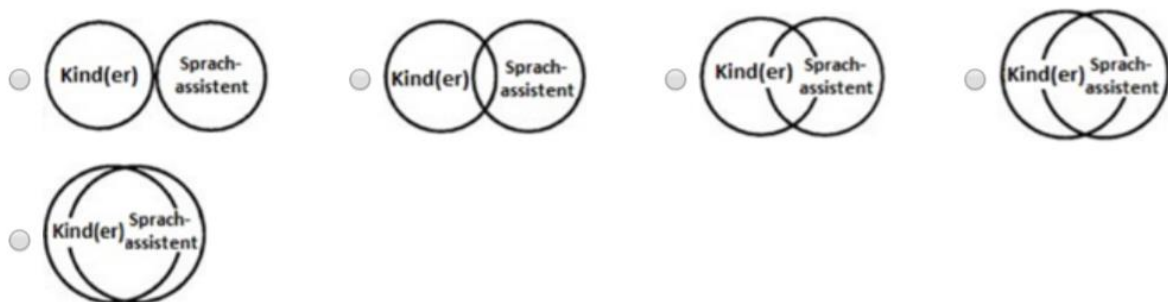 Kind(er)
Sprach-
assistent
Kind(er)
Sprach-
assistent
Kind(er)
Sprach-
assistent
Kind(er)
Sprach-
assistent
Kind(er)
Sprach-
assistent